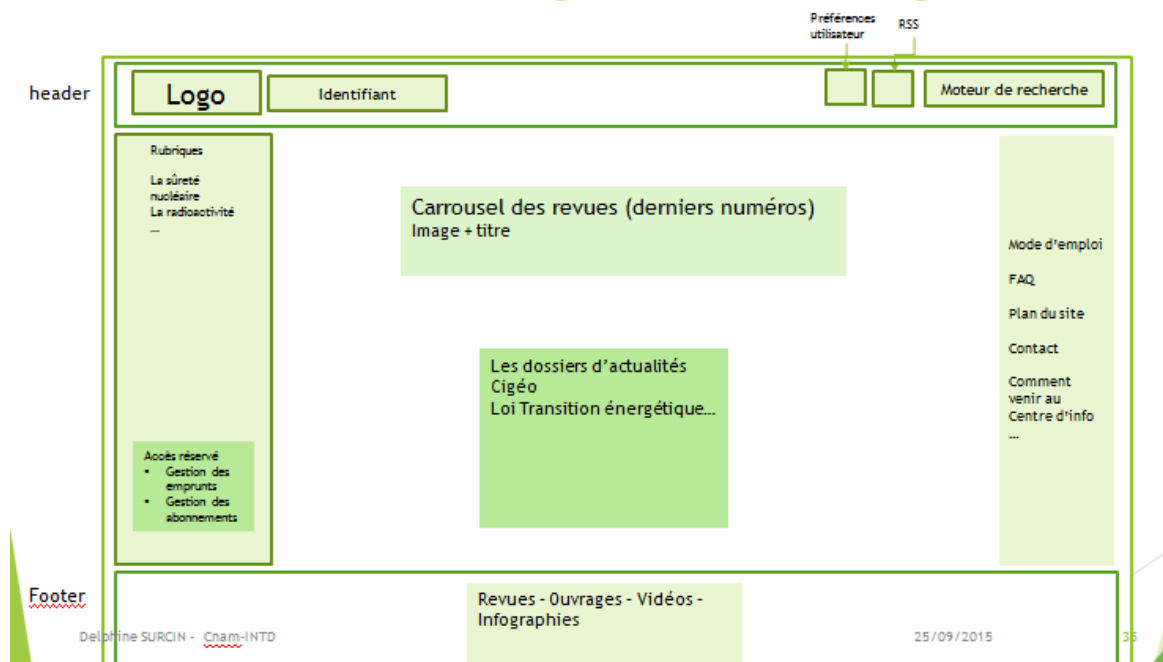 Préférences
utilisateur
RSS
header
Logo
Identifiant
Moteur de recherche
Rubriques
La sûreté
nucléaire
La radioactivité
…
Accès réservé
• Gestion des
emprunts
• Gestion des
abonnements
Carrousel des revues (derniers numéros)
Image + titre
Les dossiers d’actualités
Cigéo
Loi Transition énergétique…
Mode d’emploi
FAQ
Plan du site
Contact
Comment
venir au
Centre d’info
…
Footer
Revues - Ouvrages - Vidéos -
Infographies
Delphine SURCIN - Cnam-INTD
25/09/2015